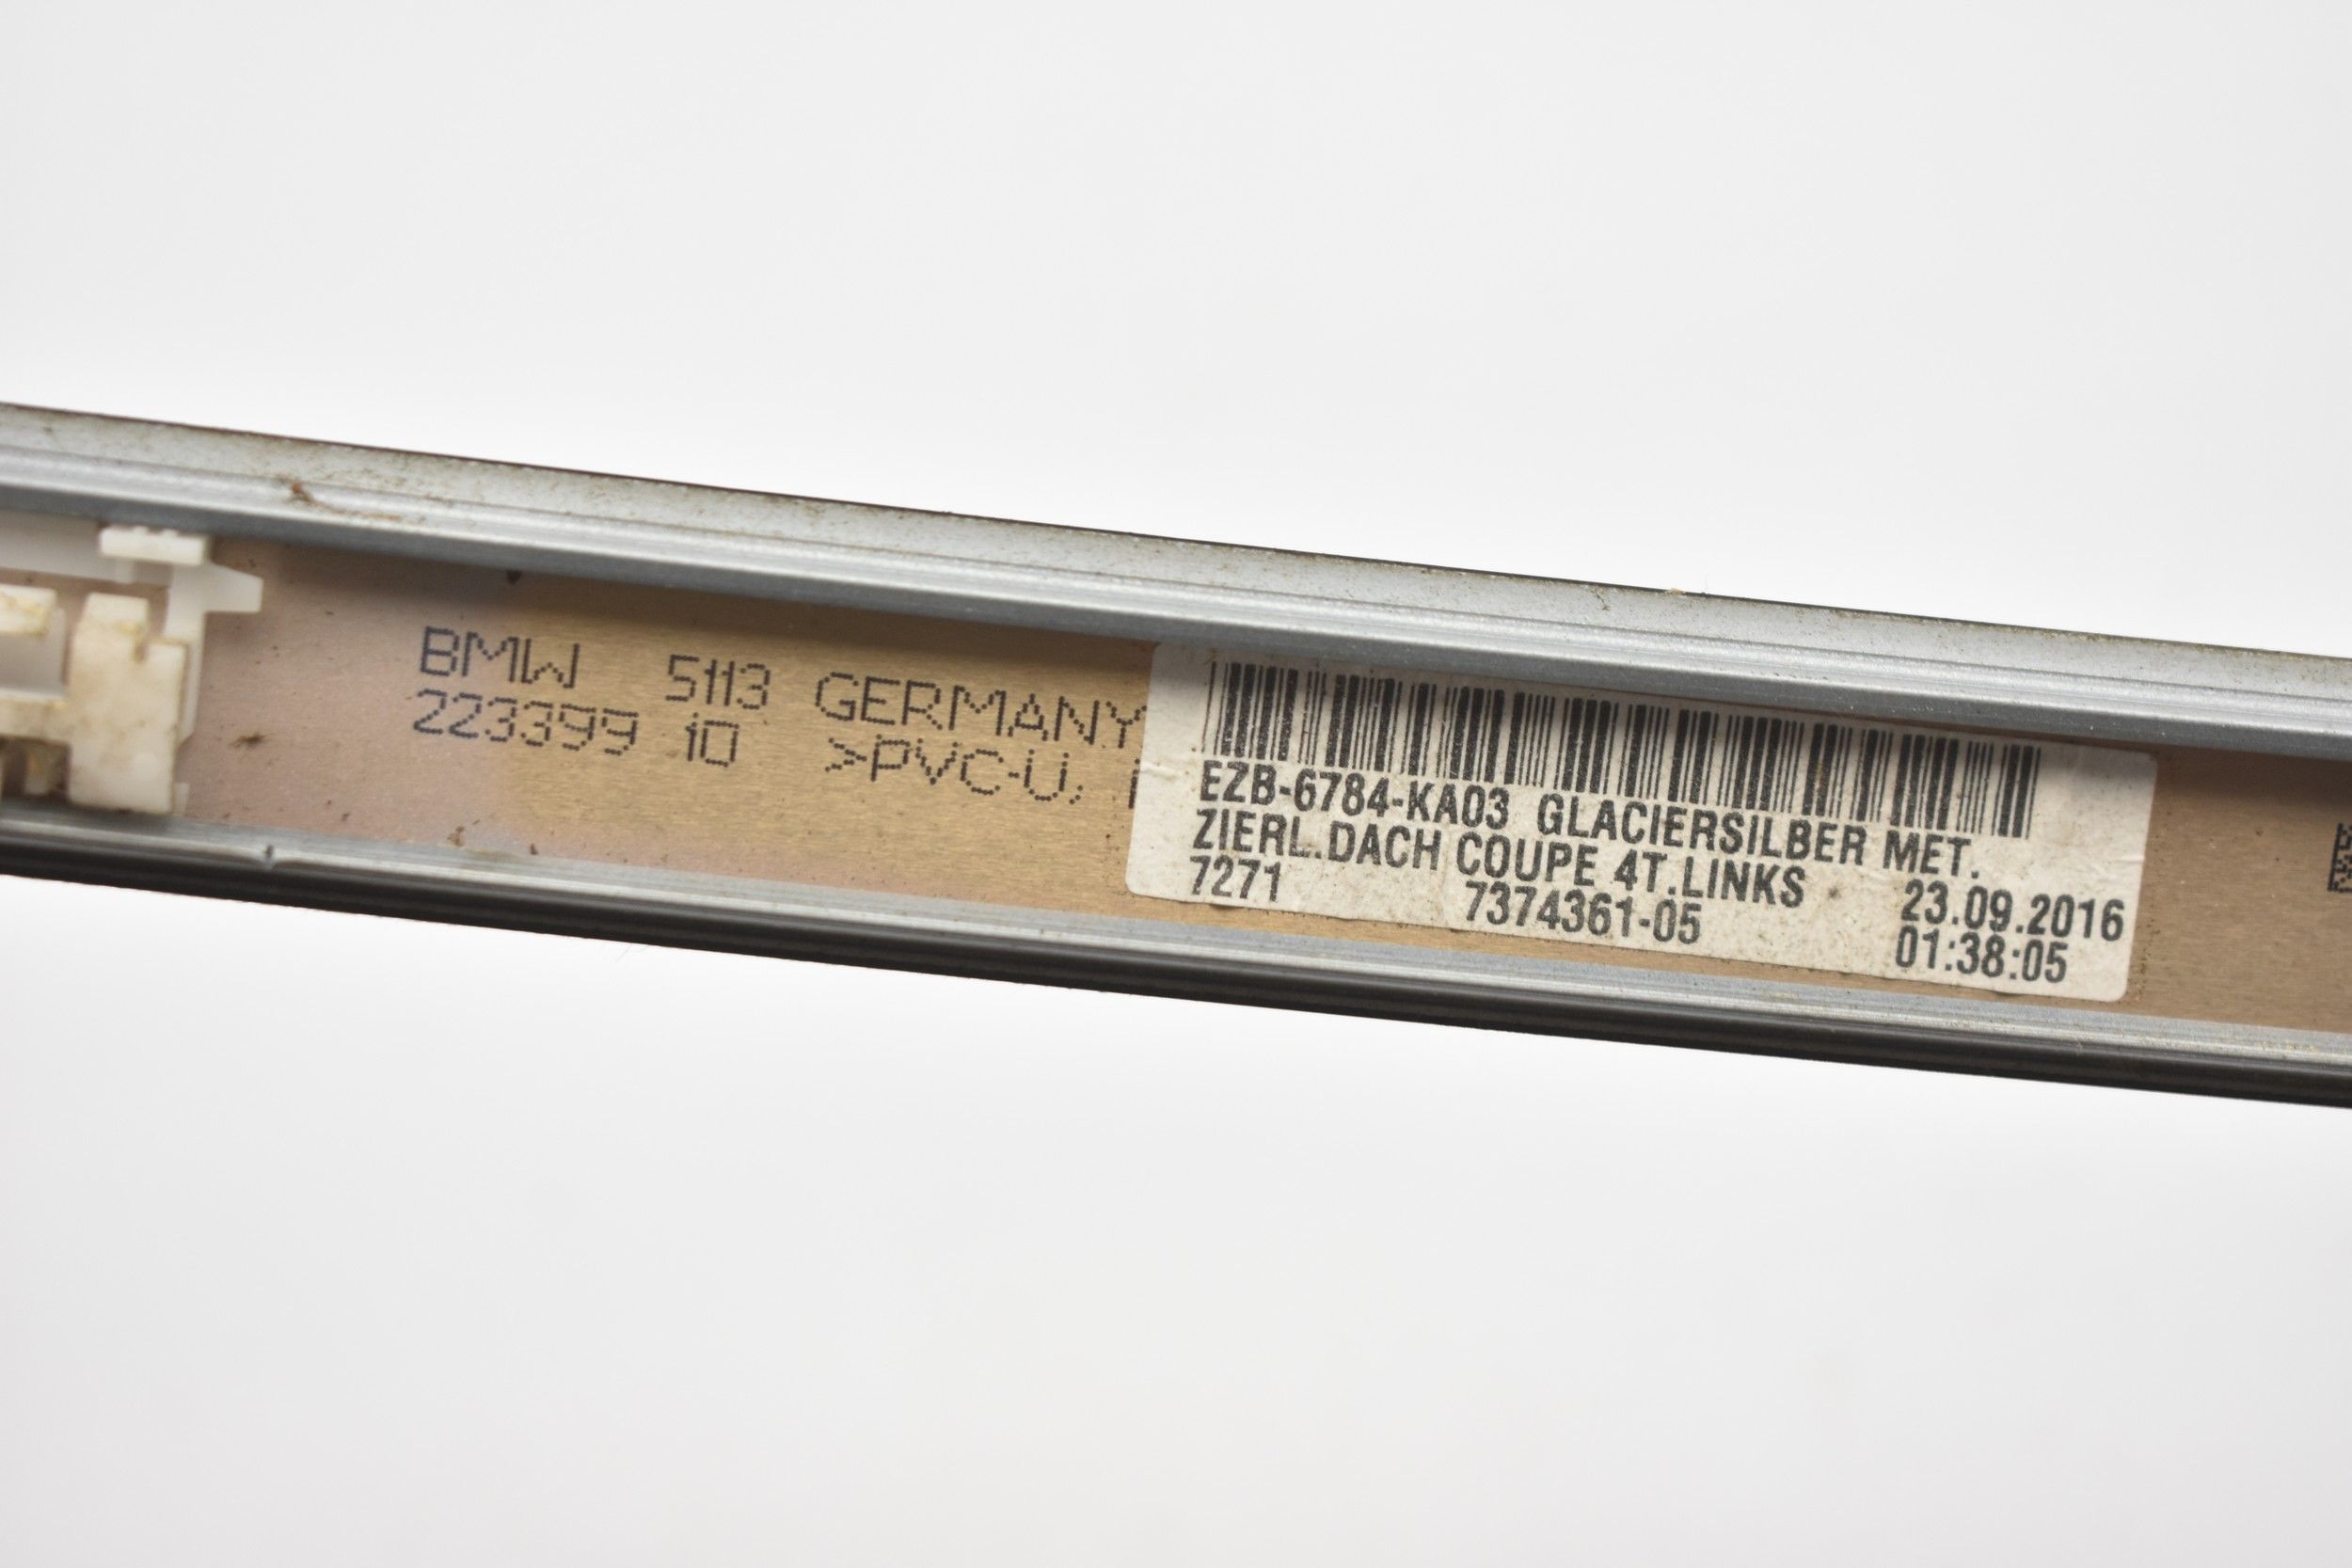 BMW 5113 GERMANY
223399 10 >PVC-U;
EZB-6784-KA03 GLACIERSILBER MET.
ZIERL.DACH COUPE 4T.LINKS 23.09.2016
7271 7374361-05 01:38:05